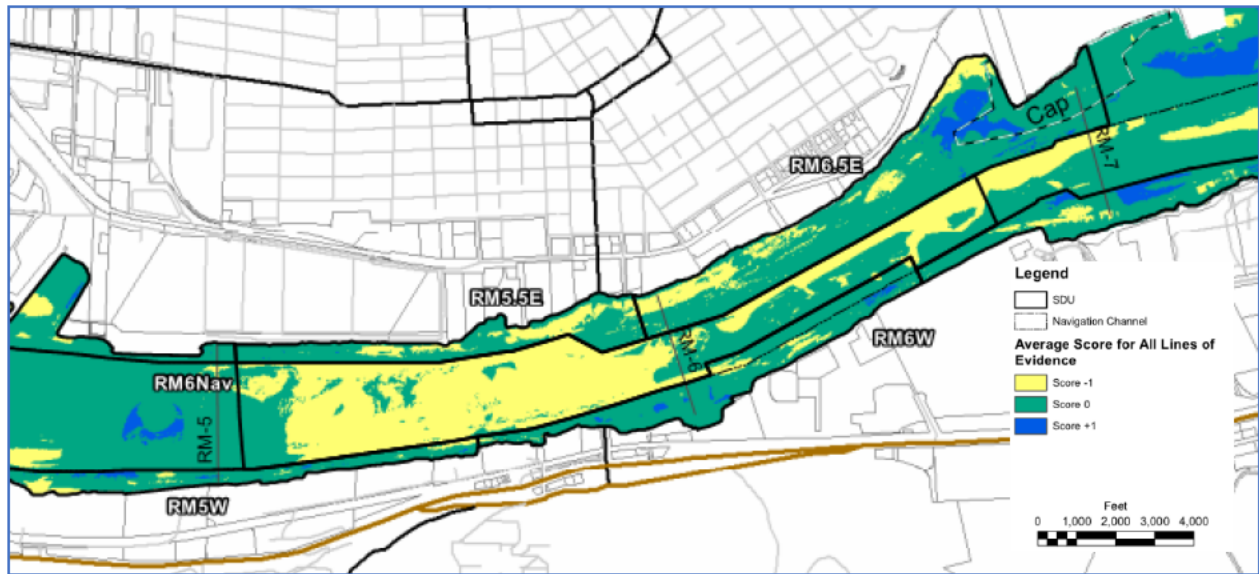 Cap
RM-7
RM6.5E
RM5.5E
RM-6
RM6W
RM6Nav
RM-5
RM5W
Legend
SDU
Navigation Channel
Average Score for All Lines of
Evidence
Score -1
Score 0
Score +1
Feet
0 1,000 2,000 3,000 4,000